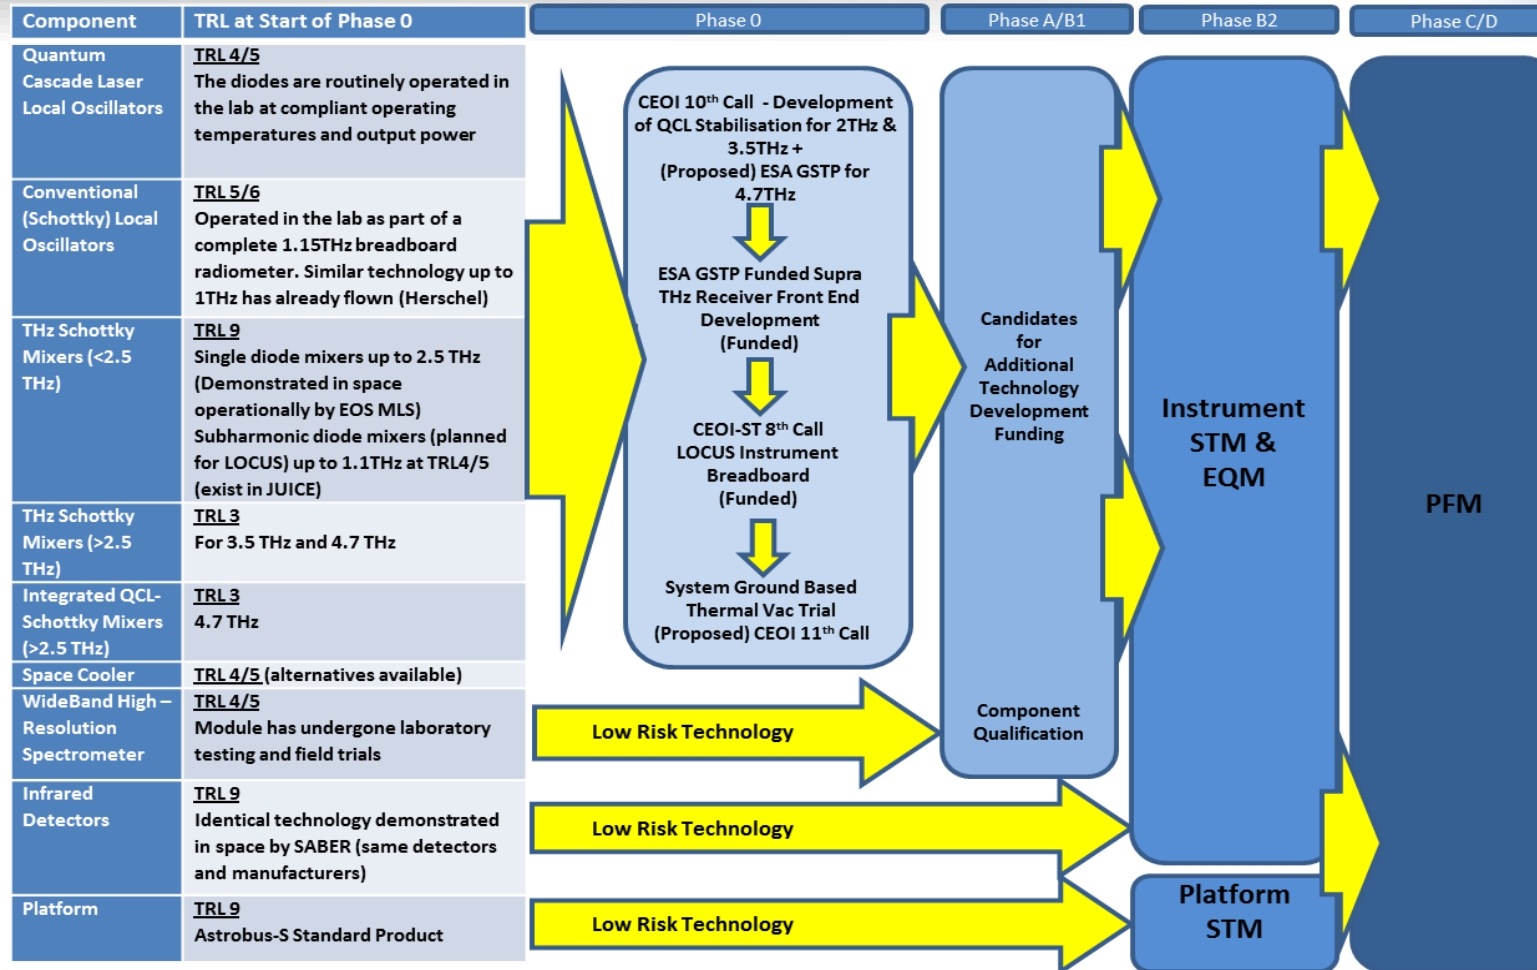 Component
TRL at Start of Phase 0
Phase 0
Phase A/B1
Phase B2
Phase C/D
Quantum
Cascade Laser
Local Oscillators
TRL 4/5
The diodes are routinely operated in
the lab at compliant operating
temperatures and output power
Conventional
(Schottky) Local
Oscillators
TRL 5/6
Operated in the lab as part of a
complete 1.15THz breadboard
radiometer. Similar technology up to
1THz has already flown (Herschel)
THz Schottky
Mixers (<2.5
THz)
TRL 9
Single diode mixers up to 2.5 THz
(Demonstrated in space
operationally by EOS MLS)
Subharmonic diode mixers (planned
for LOCUS) up to 1.1THz at TRL4/5
(exist in JUICE)
THz Schottky
Mixers (>2.5
THz)
TRL 3
For 3.5 THz and 4.7 THz
Integrated QCL-
Schottky Mixers
(>2.5 THz)
TRL 3
4.7 THz
Space Cooler
TRL 4/5 (alternatives available)
WideBand High –
Resolution
Spectrometer
TRL 4/5
Module has undergone laboratory
testing and field trials
Infrared
Detectors
TRL 9
Identical technology demonstrated
in space by SABER (same detectors
and manufacturers)
Platform
TRL 9
Astrobus-S Standard Product
CEOI 10th Call - Development
of QCL Stabilisation for 2THz &
3.5THz +
(Proposed) ESA GSTP for
4.7THz
ESA GSTP Funded Supra
THz Receiver Front End
Development
(Funded)
CEOI-ST 8th Call
LOCUS Instrument
Breadboard
(Funded)
System Ground Based
Thermal Vac Trial
(Proposed) CEOI 11th Call
Low Risk Technology
Low Risk Technology
Low Risk Technology
Candidates
for
Additional
Technology
Development
Funding
Component
Qualification
Instrument
STM &
EQM
Platform
STM
PFM